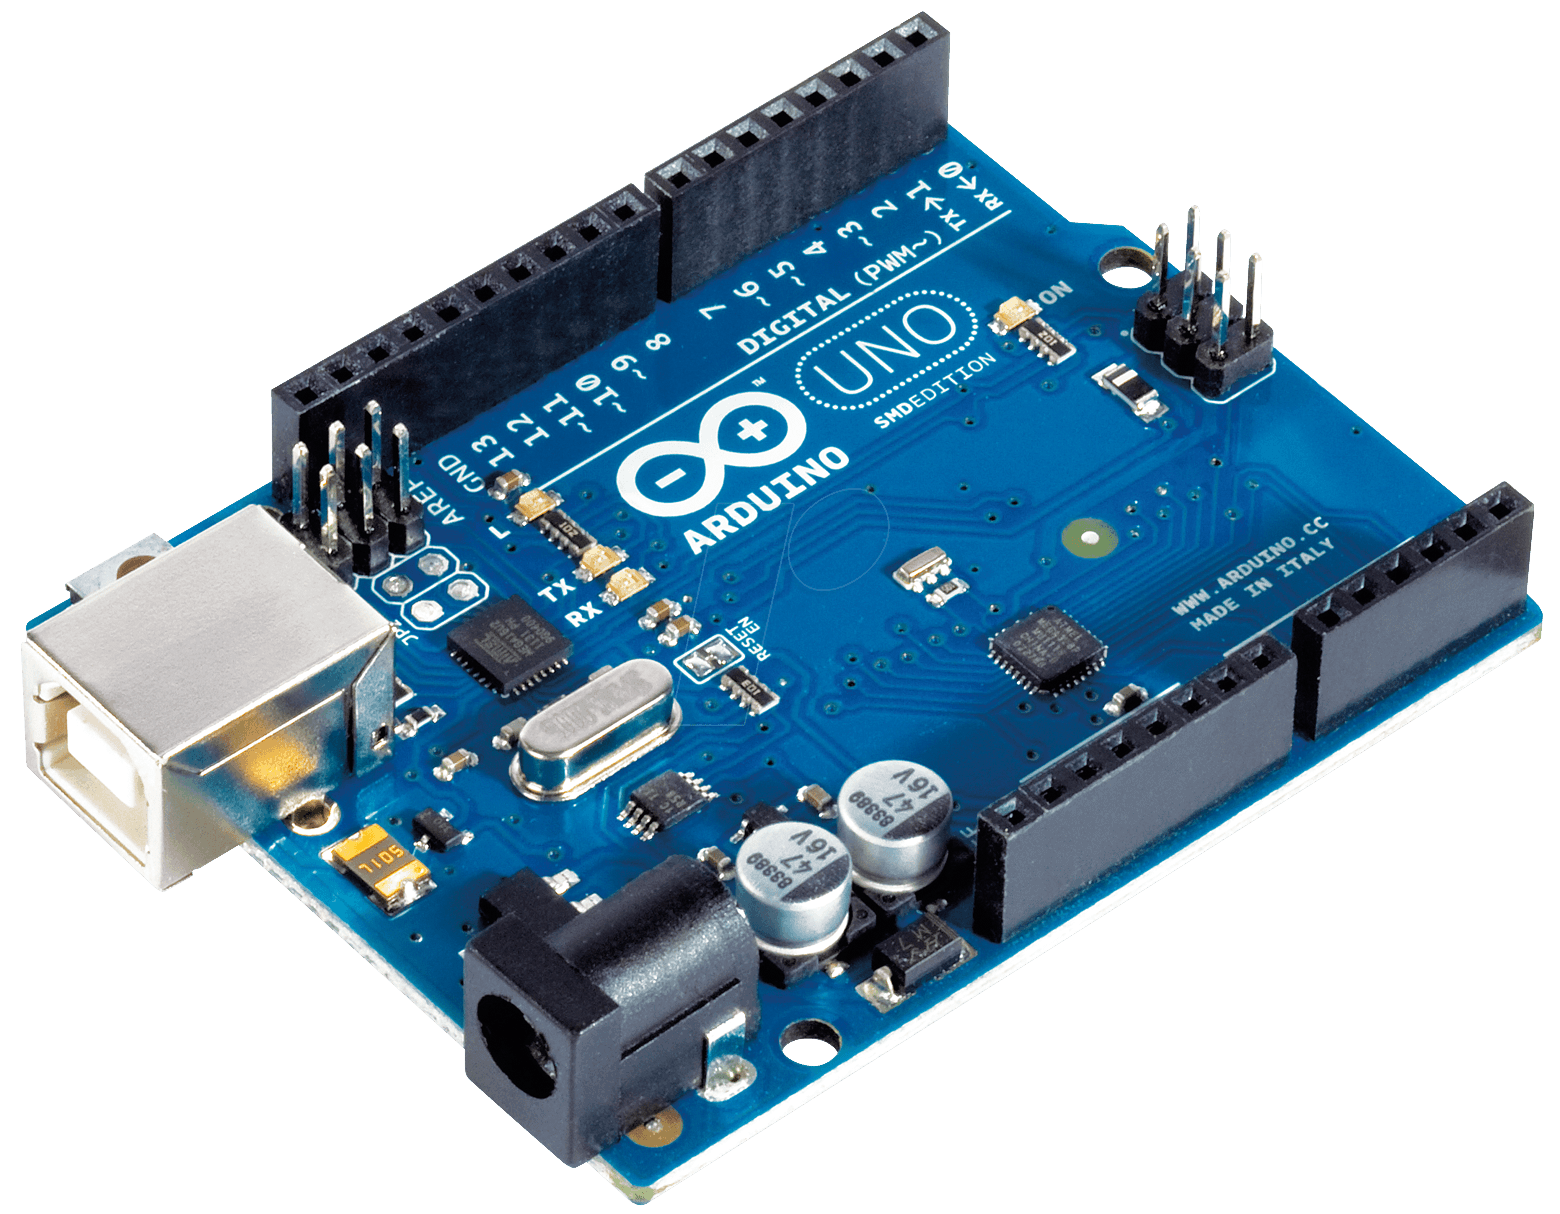 RX←0
TX→1
2
~3
4
~5
~6
7
DIGITAL (PWM~)
8
~9
~10
~11
12
13
GND
AREF
ON
UNO
SMDEDITION
™
ARDUINO
L
TX
RX
RESET
EN
WWW.ARDUINO.CC
MADE IN ITALY
47
16V
47
16V
M7